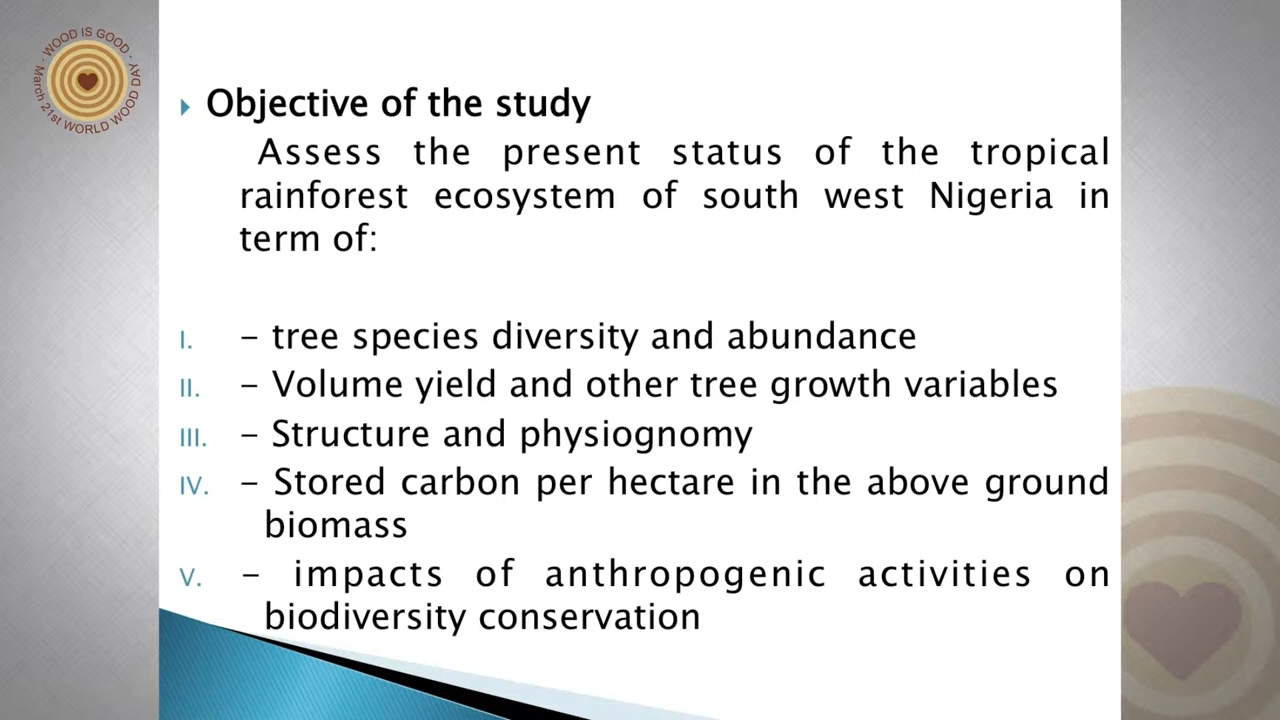 WOOD IS GOOD
March 21st WORLD WOOD DAY
Objective of the study
Assess the present status of the tropical
rainforest ecosystem of south west Nigeria in
term of:
I. – tree species diversity and abundance
II. – Volume yield and other tree growth variables
III. – Structure and physiognomy
IV. – Stored carbon per hectare in the above ground
biomass
V. – impacts of anthropogenic activities on
biodiversity conservation